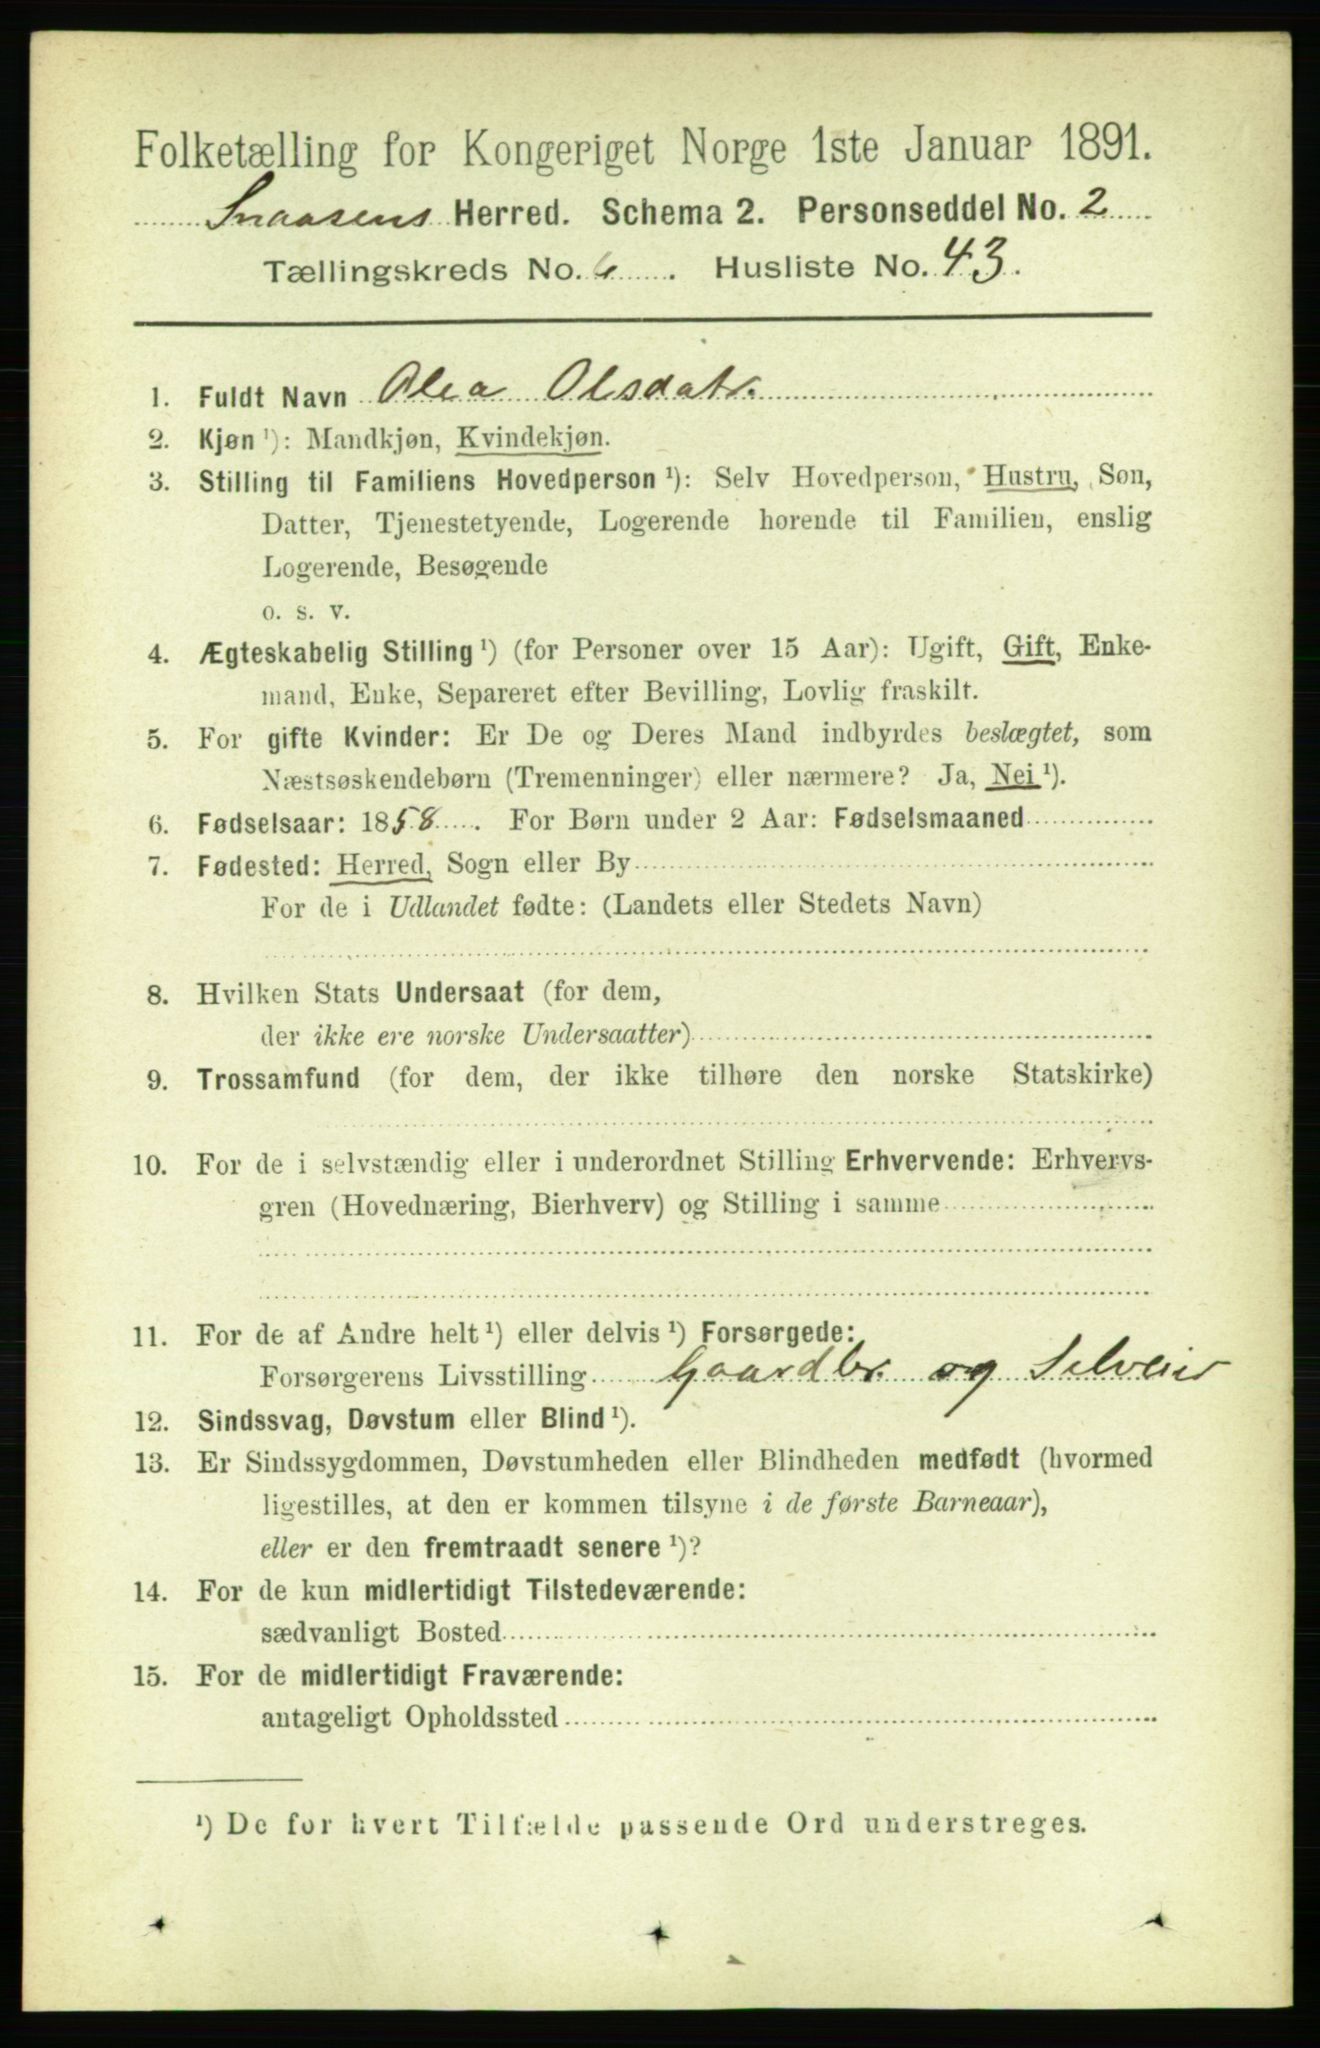 Folketælling for Kongeriget Norge 1ste Januar 1891.
Snaasens Herred. Schema 2. Personseddel No. 2
Tællingskreds No. 6. Husliste No. 43.
1. Fuldt Navn Olea Olsdatr.
2. Kjøn ¹): Mandkjøn, Kvindekjøn.
3. Stilling til Familiens Hovedperson ¹): Selv Hovedperson, Hustru, Søn,
Datter, Tjenestetyende, Logerende hørende til Familien, enslig
Logerende, Besøgende
o. s. v.
4. Ægteskabelig Stilling ¹) (for Personer over 15 Aar): Ugift, Gift, Enke-
mand, Enke, Separeret efter Bevilling, Lovlig fraskilt.
5. For gifte Kvinder: Er De og Deres Mand indbyrdes beslægtet, som
Næstsøskendebørn (Tremenninger) eller nærmere? Ja, Nei ¹).
6. Fødselsaar: 1858. For Børn under 2 Aar: Fødselsmaaned
7. Fødested: Herred, Sogn eller By
For de i Udlandet fødte: (Landets eller Stedets Navn)
8. Hvilken Stats Undersaat (for dem,
der ikke ere norske Undersaatter)
9. Trossamfund (for dem, der ikke tilhøre den norske Statskirke)
10. For de i selvstændig eller i underordnet Stilling Erhvervende: Erhvervs-
gren (Hovednæring, Bierhverv) og Stilling i samme
11. For de af Andre helt ¹) eller delvis ¹) Forsørgede:
Forsørgerens Livsstilling Gaardbr. og Selveier
12. Sindssvag, Døvstum eller Blind ¹).
13. Er Sindssygdommen, Døvstumheden eller Blindheden medfødt (hvormed
ligestilles, at den er kommen tilsyne i de første Barneaar),
eller er den fremtraadt senere ¹)?
14. For de kun midlertidigt Tilstedeværende:
sædvanligt Bosted
15. For de midlertidigt Fraværende:
antageligt Opholdssted
¹) De for hvert Tilfælde passende Ord understreges.